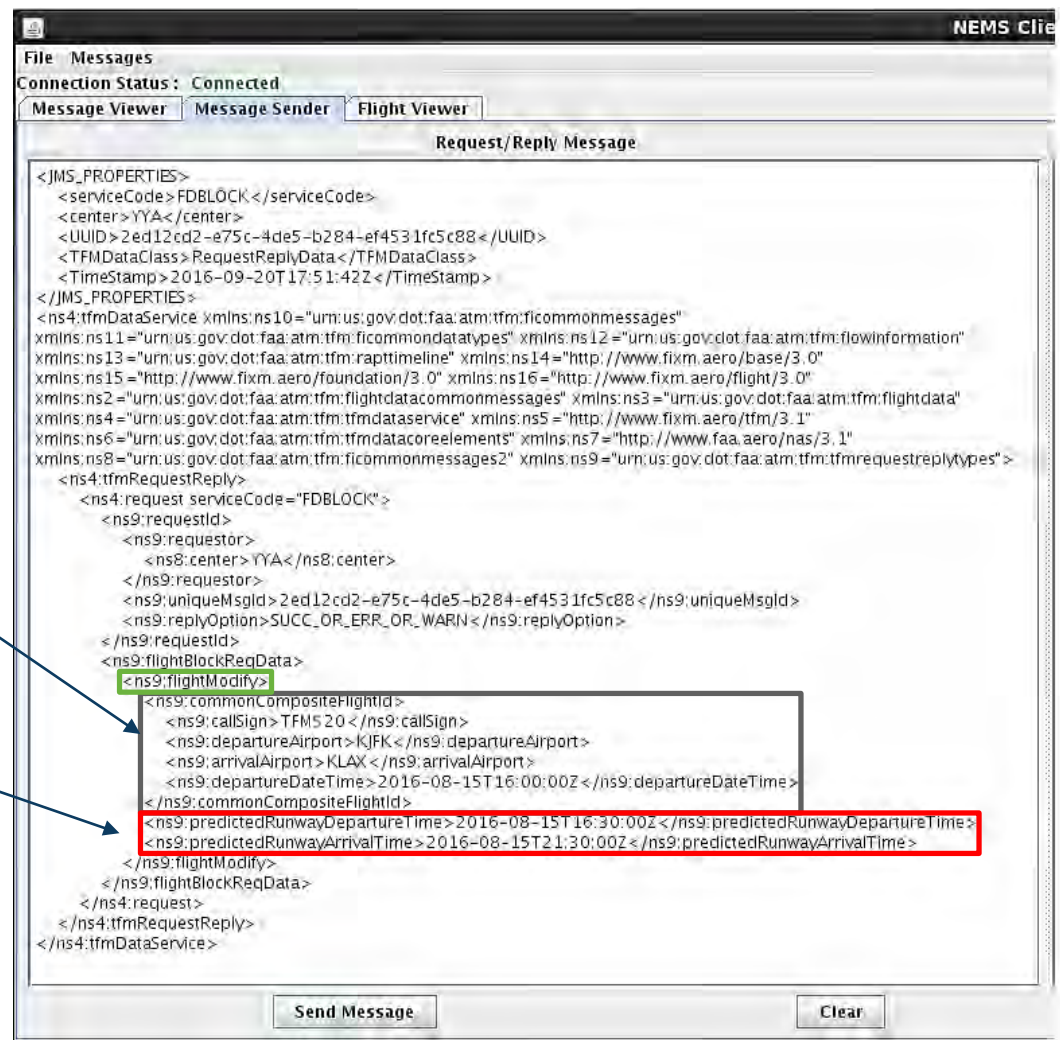 NEMS Clie
File Messages
Connection Status : Connected
Message Viewer Message Sender Flight Viewer
Request/Reply Message
<JMS_PROPERTIES>
<serviceCode>FDBLOCK</serviceCode>
<center>YYA</center>
<UUID>2ed12cd2-e75c-4de5-b284-ef4531fc5c88</UUID>
<TFMDataClass>RequestReplyData</TFMDataClass>
<TimeStamp>2016-09-20T17:51:42Z</TimeStamp>
</JMS_PROPERTIES>
<ns4:tfmDataService xmlns:ns10="urn:us:gov:dot:faa:atm:tfm:ficommonmessages"
xmlns:ns11="urn:us:gov:dot:faa:atm:tfm:ficommondatatypes" xmlns:ns12="urn:us:gov:dot:faa:atm:tfm:flowinformation"
xmlns:ns13="urn:us:gov:dot:faa:atm:tfm:rapttimeline" xmlns:ns14="http://www.fixm.aero/base/3.0"
xmlns:ns15="http://www.fixm.aero/foundation/3.0" xmlns:ns16="http://www.fixm.aero/flight/3.0"
xmlns:ns2="urn:us:gov:dot:faa:atm:tfm:flightdatacommonmessages" xmlns:ns3="urn:us:gov:dot:faa:atm:tfm:flightdata"
xmlns:ns4="urn:us:gov:dot:faa:atm:tfm:tfmdataservice" xmlns:ns5="http://www.fixm.aero/tfm/3.1"
xmlns:ns6="urn:us:gov:dot:faa:atm:tfm:tfmdatacoreelements" xmlns:ns7="http://www.faa.aero/nas/3.1"
xmlns:ns8="urn:us:gov:dot:faa:atm:tfm:ficommonmessages2" xmlns:ns9="urn:us:gov:dot:faa:atm:tfm:tfmrequestreplytypes">
<ns4:tfmRequestReply>
<ns4:request serviceCode="FDBLOCK">
<ns9:requestId>
<ns9:requestor>
<ns8:center>YYA</ns8:center>
</ns9:requestor>
<ns9:uniqueMsgId>2ed12cd2-e75c-4de5-b284-ef4531fc5c88</ns9:uniqueMsgId>
<ns9:replyOption>SUCC_OR_ERR_OR_WARN</ns9:replyOption>
</ns9:requestId>
<ns9:flightBlockReqData>
<ns9:flightModify>
<ns9:commonCompositeFlightId>
<ns9:callSign>TFM520</ns9:callSign>
<ns9:departureAirport>KJFK</ns9:departureAirport>
<ns9:arrivalAirport>KLAX</ns9:arrivalAirport>
<ns9:departureDateTime>2016-08-15T16:00:00Z</ns9:departureDateTime>
</ns9:commonCompositeFlightId>
<ns9:predictedRunwayDepartureTime>2016-08-15T16:30:00Z</ns9:predictedRunwayDepartureTime>
<ns9:predictedRunwayArrivalTime>2016-08-15T21:30:00Z</ns9:predictedRunwayArrivalTime>
</ns9:flightModify>
</ns9:flightBlockReqData>
</ns4:request>
</ns4:tfmRequestReply>
</ns4:tfmDataService>
Send Message Clear